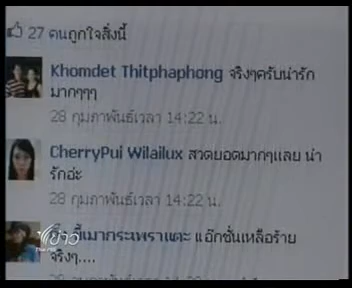 27 คนถูกใจสิ่งนี้
Khomdet Thitphaphong จริงๆครับน่ารัก
มากๆๆๆ
28 กุมภาพันธ์เวลา 14:22 น.
CherryPui Wilailux สวดยอดมากๆเเลย น่า
รักอ่ะ
28 กุมภาพันธ์เวลา 14:22 น.
เมากระเพราแตะ แอ๊กชั่นเหลือร้าย
จริงๆ....